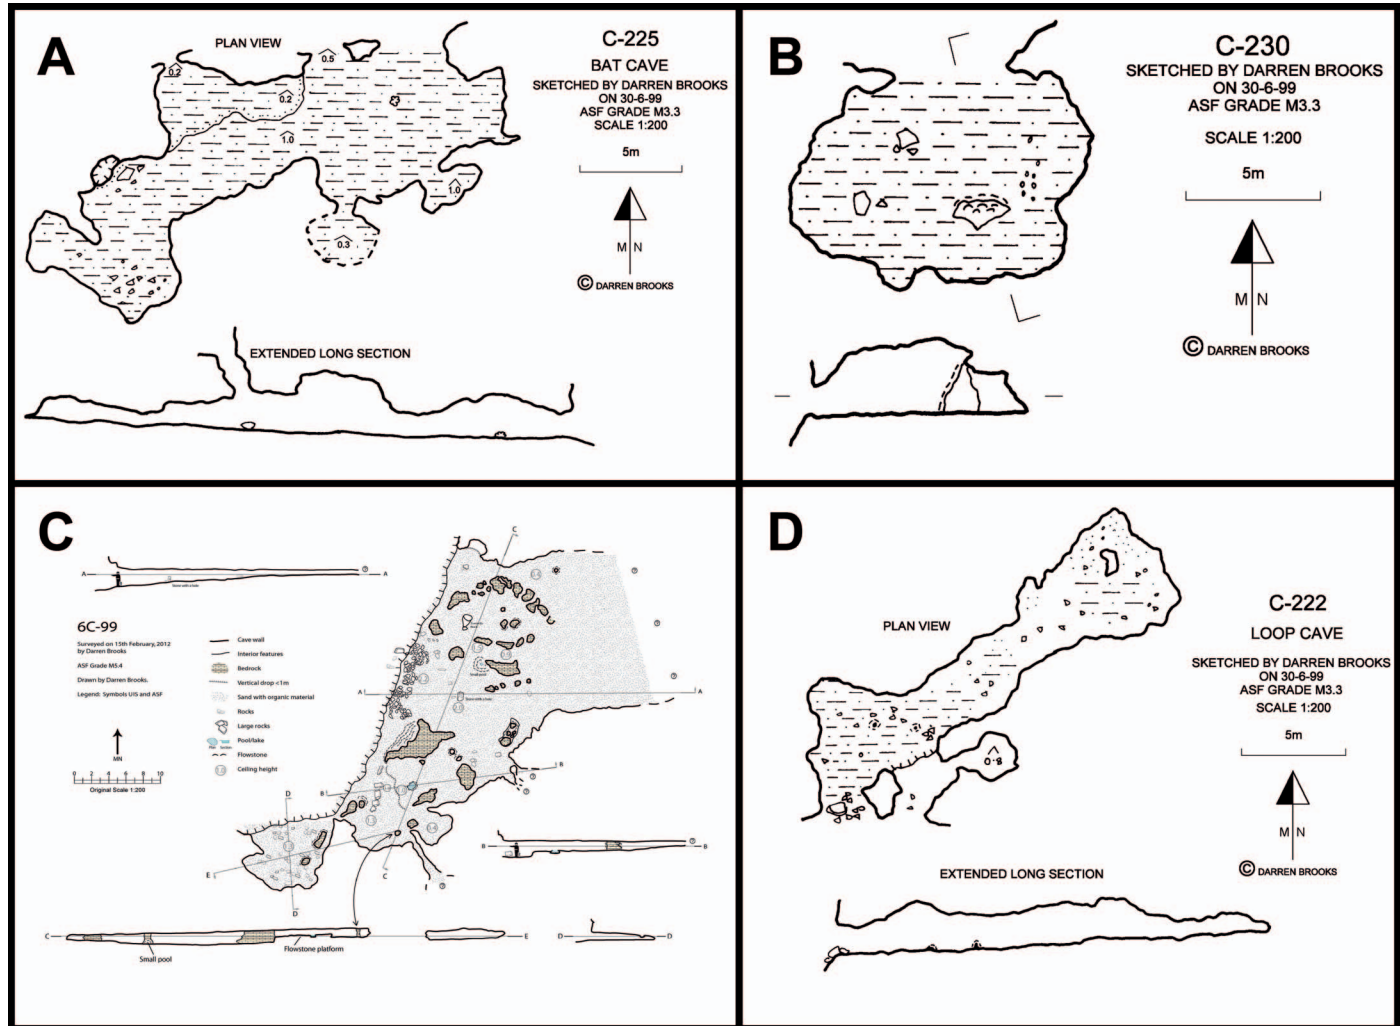 A
PLAN VIEW
C-225
BAT CAVE
SKETCHED BY DARREN BROOKS
ON 30-6-99
ASF GRADE M3.3
SCALE 1:200
5m
M N
© DARREN BROOKS
0.2
0.5
0.2
1.0
1.0
0.3
EXTENDED LONG SECTION
B
C-230
SKETCHED BY DARREN BROOKS
ON 30-6-99
ASF GRADE M3.3
SCALE 1:200
5m
M N
© DARREN BROOKS
C
A A
6C-99
Surveyed on 15th February, 2012
by Darren Brooks
ASF Grade M5.4
Drawn by Darren Brooks.
Legend: Symbols UIS and ASF
MN
0 2 4 6 8 10
Original Scale 1:200
Cave wall
Interior features
Bedrock
Vertical drop <1m
Sand with organic material
Rocks
Large rocks
Pool/lake
Flowstone
Ceiling height
C
A A
B B
D
E
D
C
B B
C E
D D
Small pool
Flowstone platform
D
PLAN VIEW
C-222
LOOP CAVE
SKETCHED BY DARREN BROOKS
ON 30-6-99
ASF GRADE M3.3
SCALE 1:200
5m
0.8
M N
© DARREN BROOKS
EXTENDED LONG SECTION